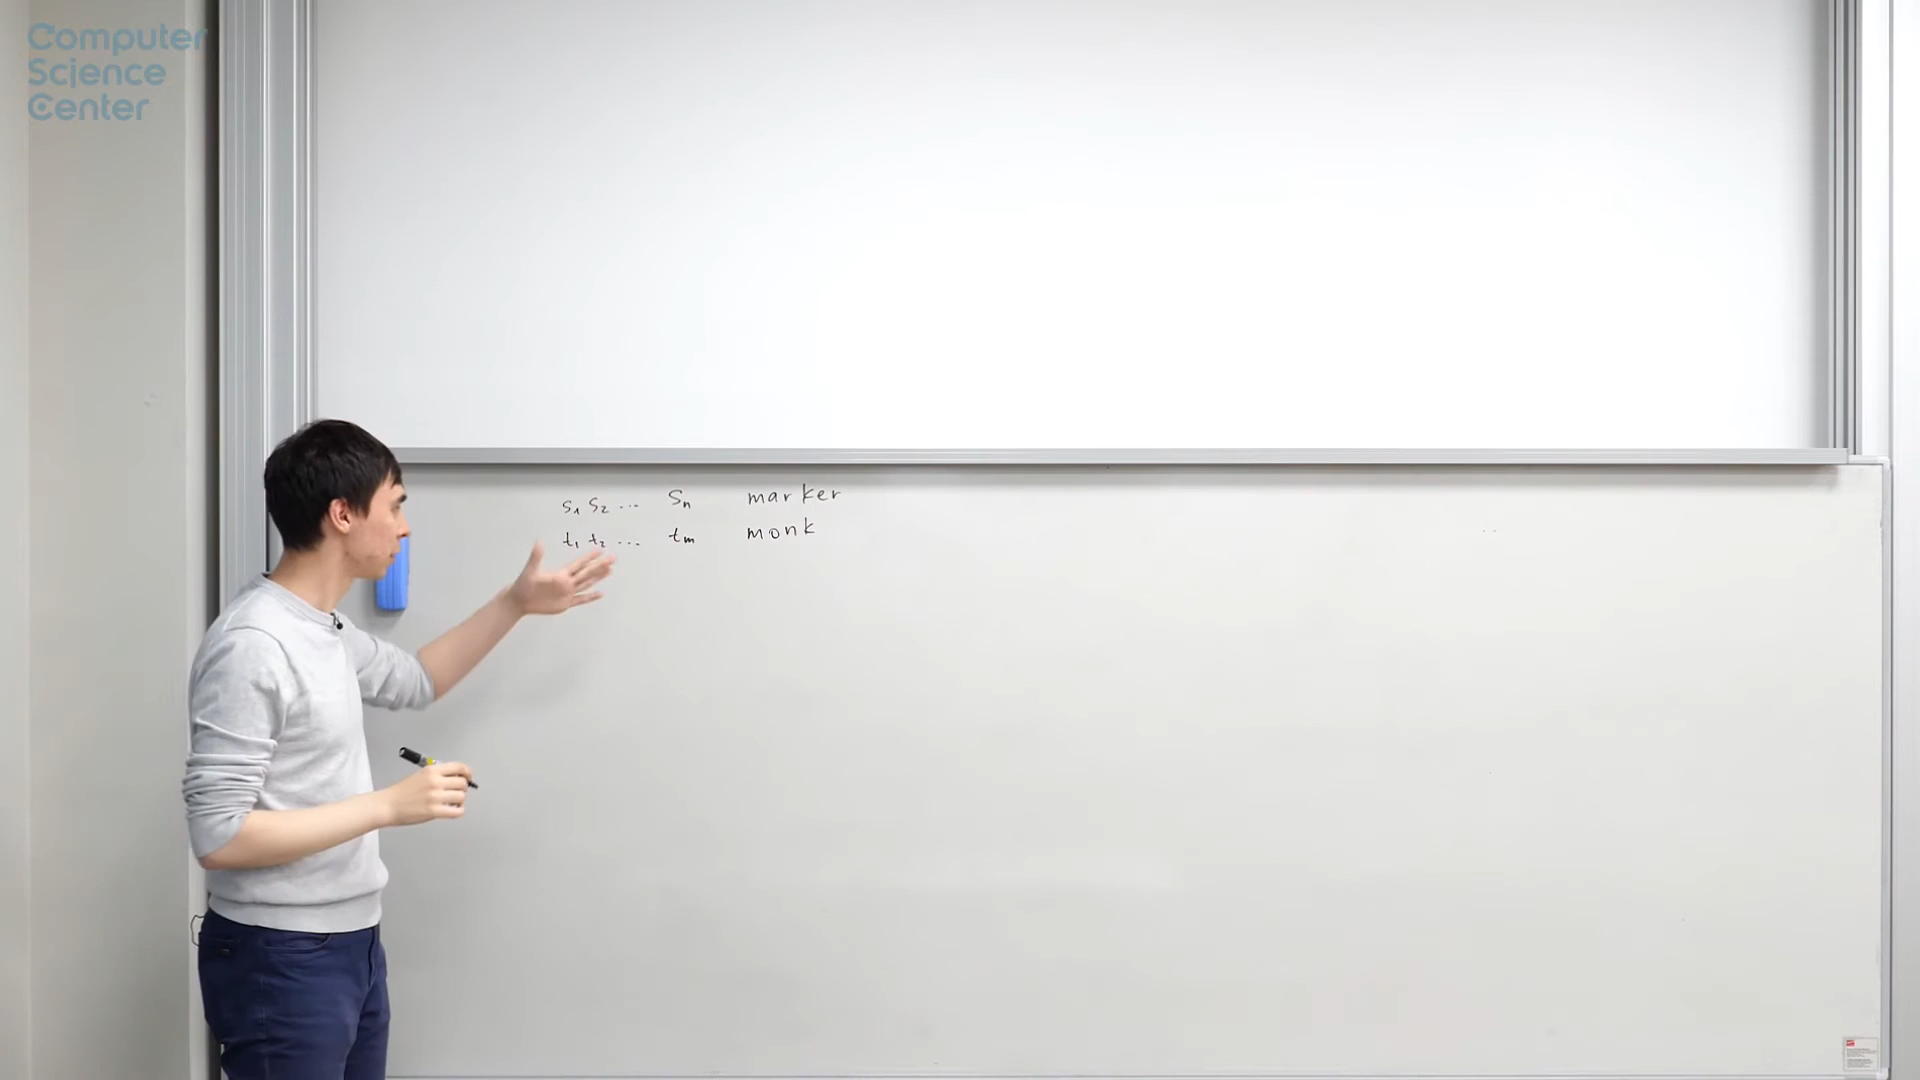 Computer
Science
Center
s₁ s₂ ... sₙ marker
t₁ t₂ ... tₘ monk